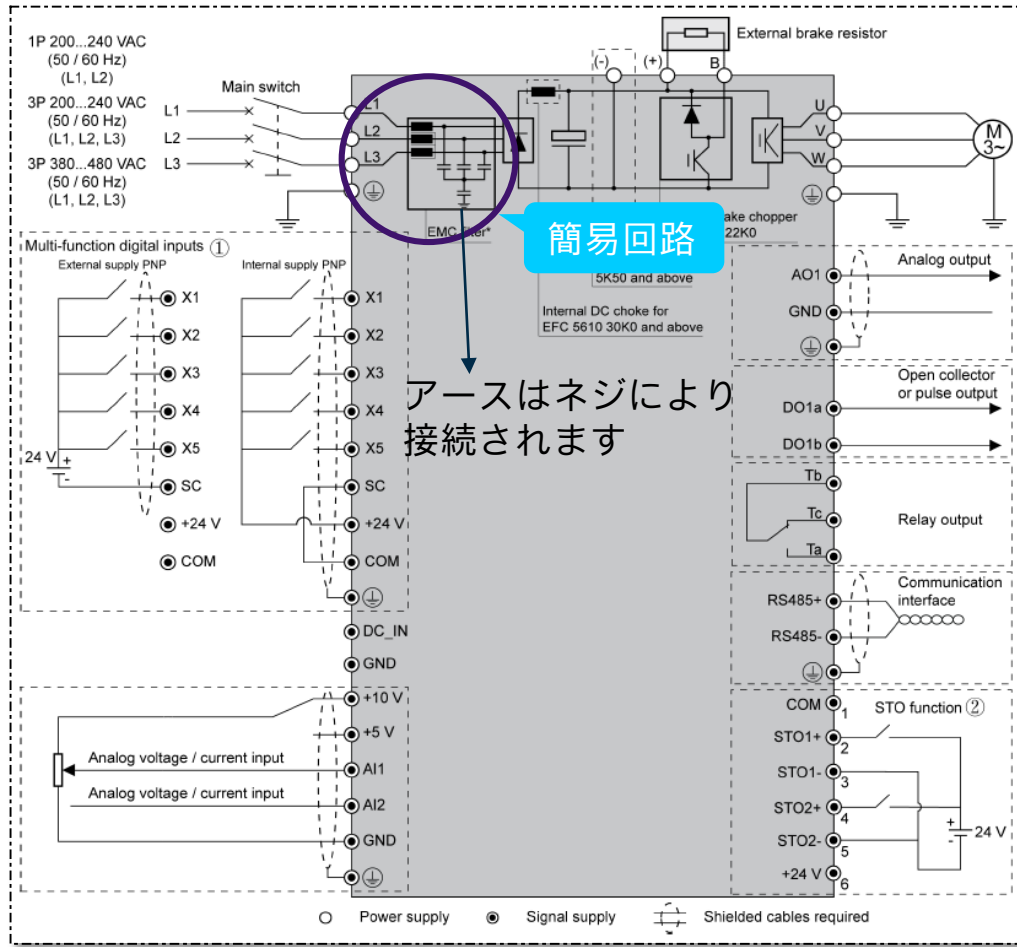 1P 200...240 VAC
(50 / 60 Hz)
(L1, L2)
3P 200...240 VAC
(50 / 60 Hz)
(L1, L2, L3)
3P 380...480 VAC
(50 / 60 Hz)
(L1, L2, L3)
Main switch
L1
L2
L3
L1
L2
L3
External brake resistor
(-)
(+)
B
U
V
W
M
3~
EMC filter*
簡易回路
ake chopper
22K0
5K50 and above
Internal DC choke for
EFC 5610 30K0 and above
アースはネジにより
接続されます
Multi-function digital inputs ①
External supply PNP
Internal supply PNP
X1
X2
X3
X4
X5
24 V
+
-
SC
+24 V
COM
X1
X2
X3
X4
X5
SC
+24 V
COM
DC_IN
GND
+10 V
+5 V
Analog voltage / current input
AI1
Analog voltage / current input
AI2
GND
AO1
Analog output
GND
Open collector
or pulse output
DO1a
DO1b
Tb
Tc
Relay output
Ta
Communication
interface
RS485+
RS485-
COM
1
STO function ②
STO1+
2
STO1-
3
STO2+
4
STO2-
5
+24 V
6
+
-
24 V
Power supply
Signal supply
Shielded cables required